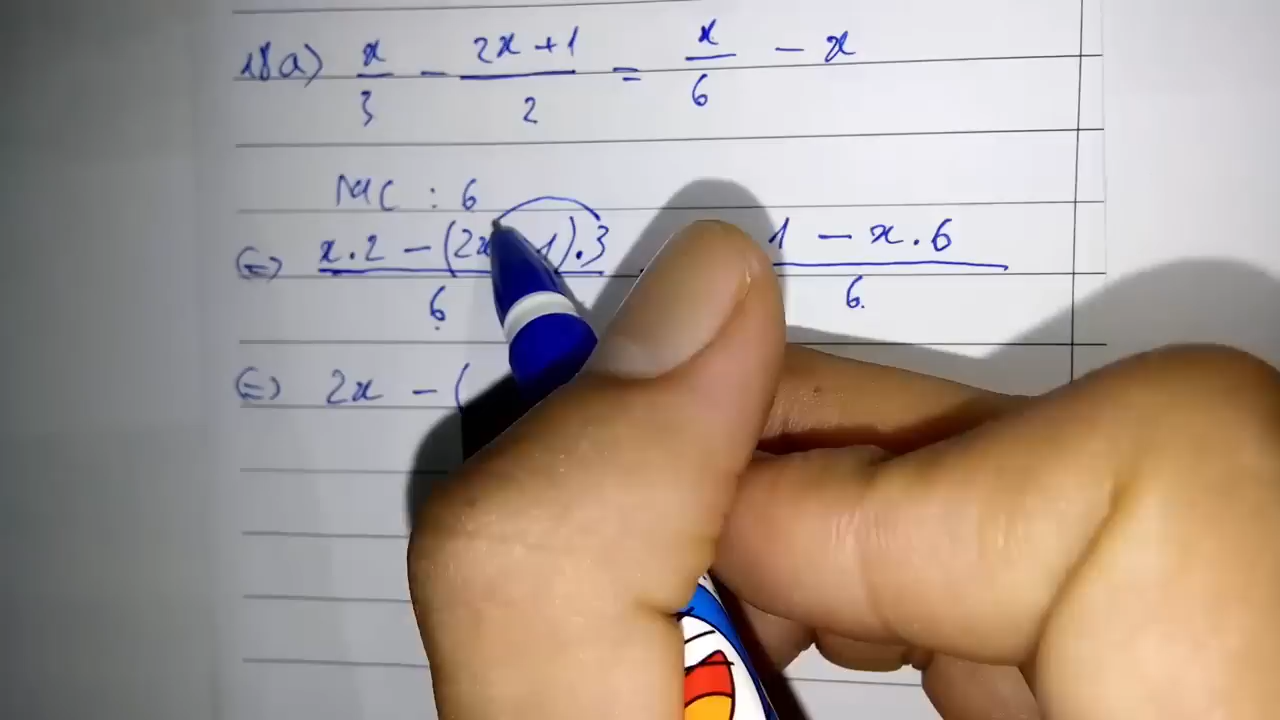 18a) x/3 - (2x+1)/2 = x/6 - x
MC : 6
(=) (x.2 - (2x 1).3)/6 (1 - x.6)/6.
(=) 2x - (